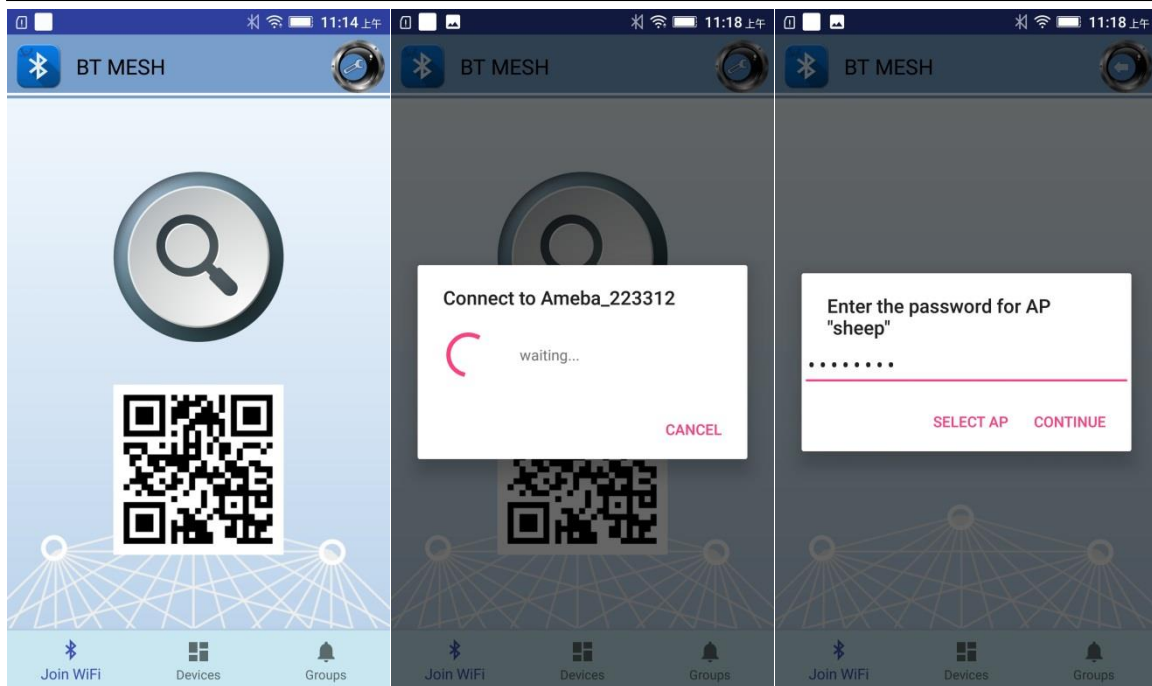 11:14 上午
BT MESH
Join WiFi
Devices
Groups
11:18 上午
BT MESH
Connect to Ameba_223312
waiting...
CANCEL
Join WiFi
Devices
Groups
11:18 上午
BT MESH
Enter the password for AP
"sheep"
SELECT AP CONTINUE
Join WiFi
Devices
Groups